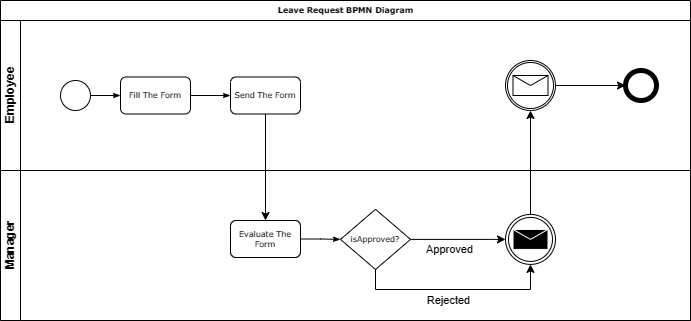 Leave Request BPMN Diagram
Employee
Fill The Form
Send The Form
Manager
Evaluate The
Form
isApproved?
Approved
Rejected